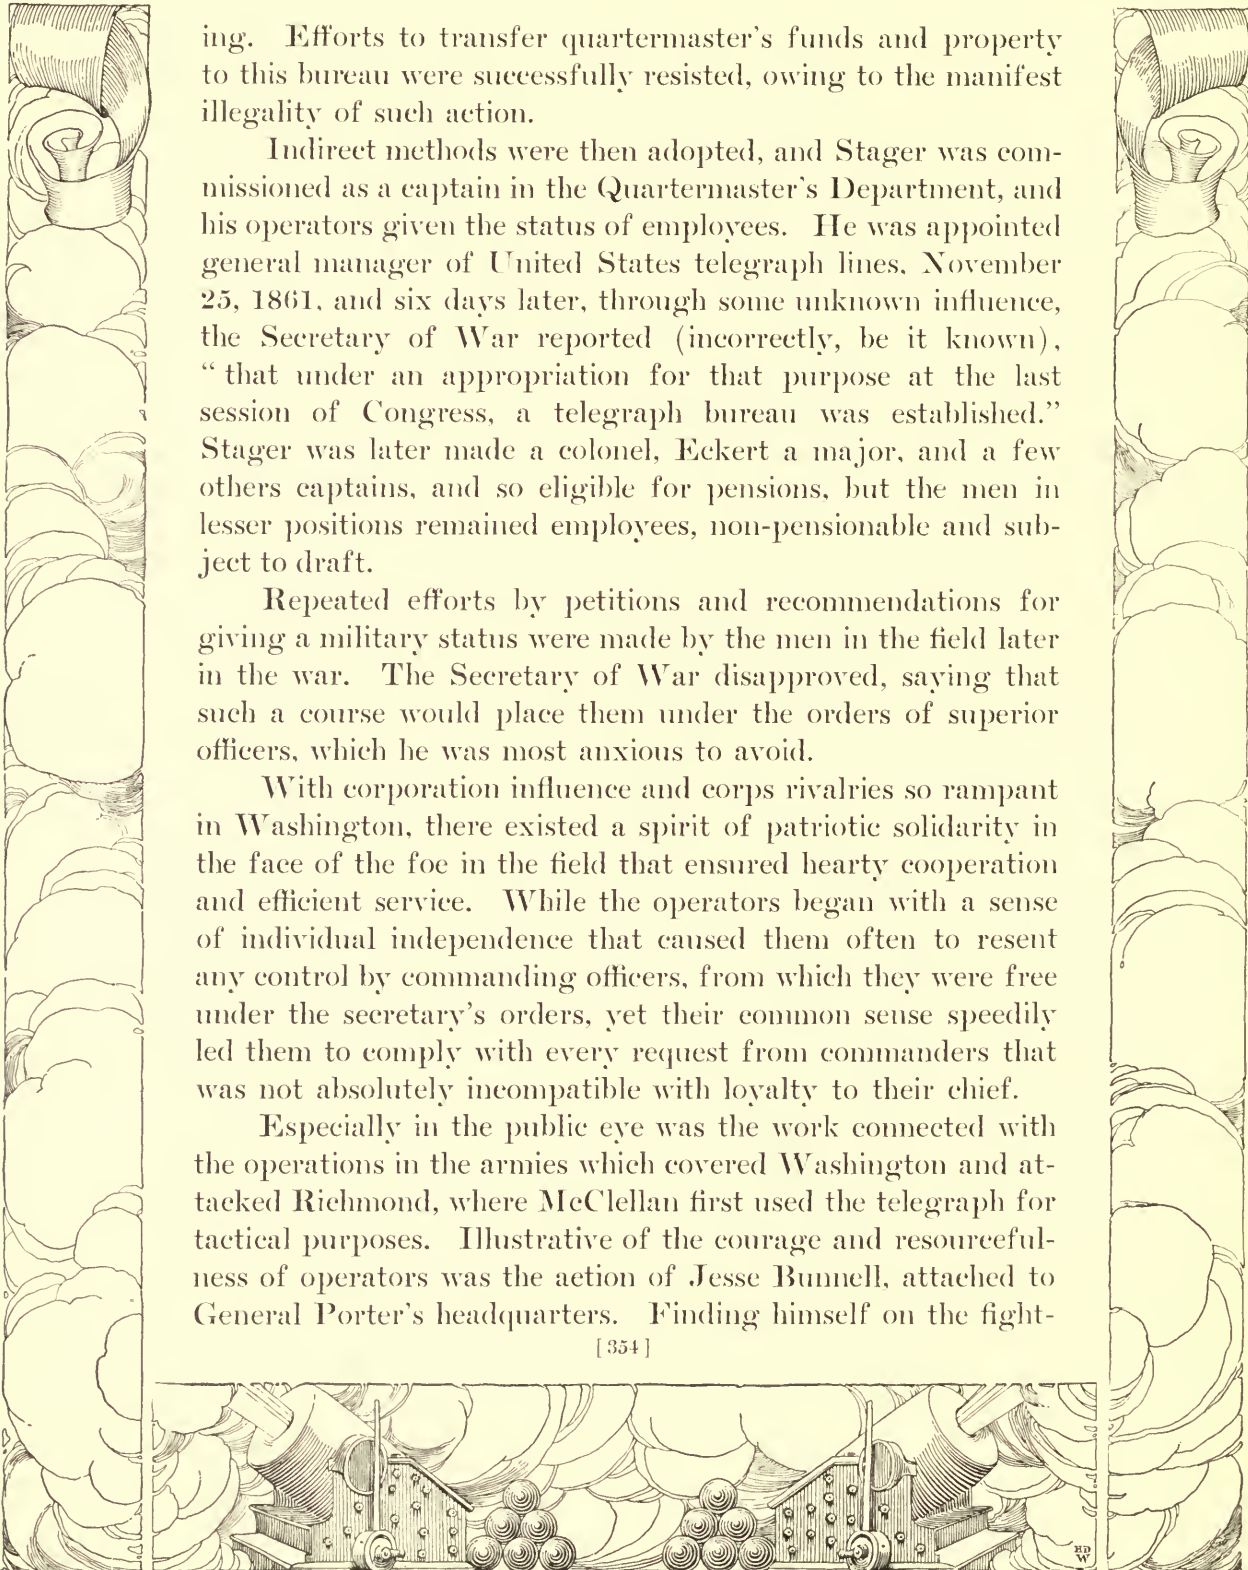 ing. Efforts to transfer quartermaster's funds and property
to this bureau were successfully resisted, owing to the manifest
illegality of such action.
Indirect methods were then adopted, and Stager was com-
missioned as a captain in the Quartermaster's Department, and
his operators given the status of employees. He was appointed
general manager of United States telegraph lines, November
25, 1861, and six days later, through some unknown influence,
the Secretary of War reported (incorrectly, be it known),
“that under an appropriation for that purpose at the last
session of Congress, a telegraph bureau was established.”
Stager was later made a colonel, Eckert a major, and a few
others captains, and so eligible for pensions, but the men in
lesser positions remained employees, non-pensionable and sub-
ject to draft.
Repeated efforts by petitions and recommendations for
giving a military status were made by the men in the field later
in the war. The Secretary of War disapproved, saying that
such a course would place them under the orders of superior
officers, which he was most anxious to avoid.
With corporation influence and corps rivalries so rampant
in Washington, there existed a spirit of patriotic solidarity in
the face of the foe in the field that ensured hearty cooperation
and efficient service. While the operators began with a sense
of individual independence that caused them often to resent
any control by commanding officers, from which they were free
under the secretary's orders, yet their common sense speedily
led them to comply with every request from commanders that
was not absolutely incompatible with loyalty to their chief.
Especially in the public eye was the work connected with
the operations in the armies which covered Washington and at-
tacked Richmond, where McClellan first used the telegraph for
tactical purposes. Illustrative of the courage and resourceful-
ness of operators was the action of Jesse Bunnell, attached to
General Porter's headquarters. Finding himself on the fight-
[354]
HD
W